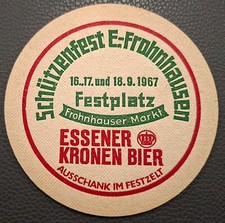 Schützenfest E-Frohnhausen
16.,17. und 18.9.1967
Festplatz
Frohnhauser Markt
ESSENER
KRONEN BIER
AUSSCHANK IM FESTZELT